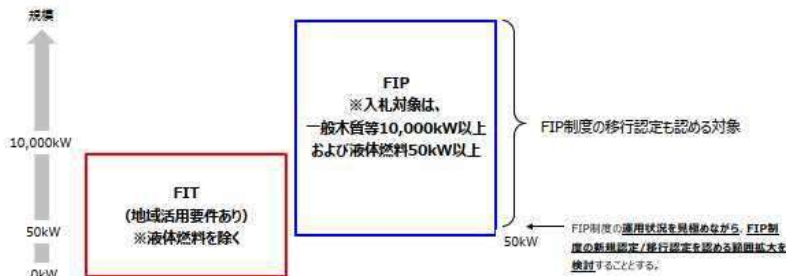 規模
10,000kW
50kW
0kW
FIT
(地域活用要件あり)
※液体燃料を除く
FIP
※入札対象は、
一般木質等10,000kW以上
および液体燃料50kW以上
FIP制度の移行認定も認める対象
50kW
FIP制度の運用状況を見極めながら、FIP制
度の新規認定/移行認定を認める範囲拡大を
検討することとする。